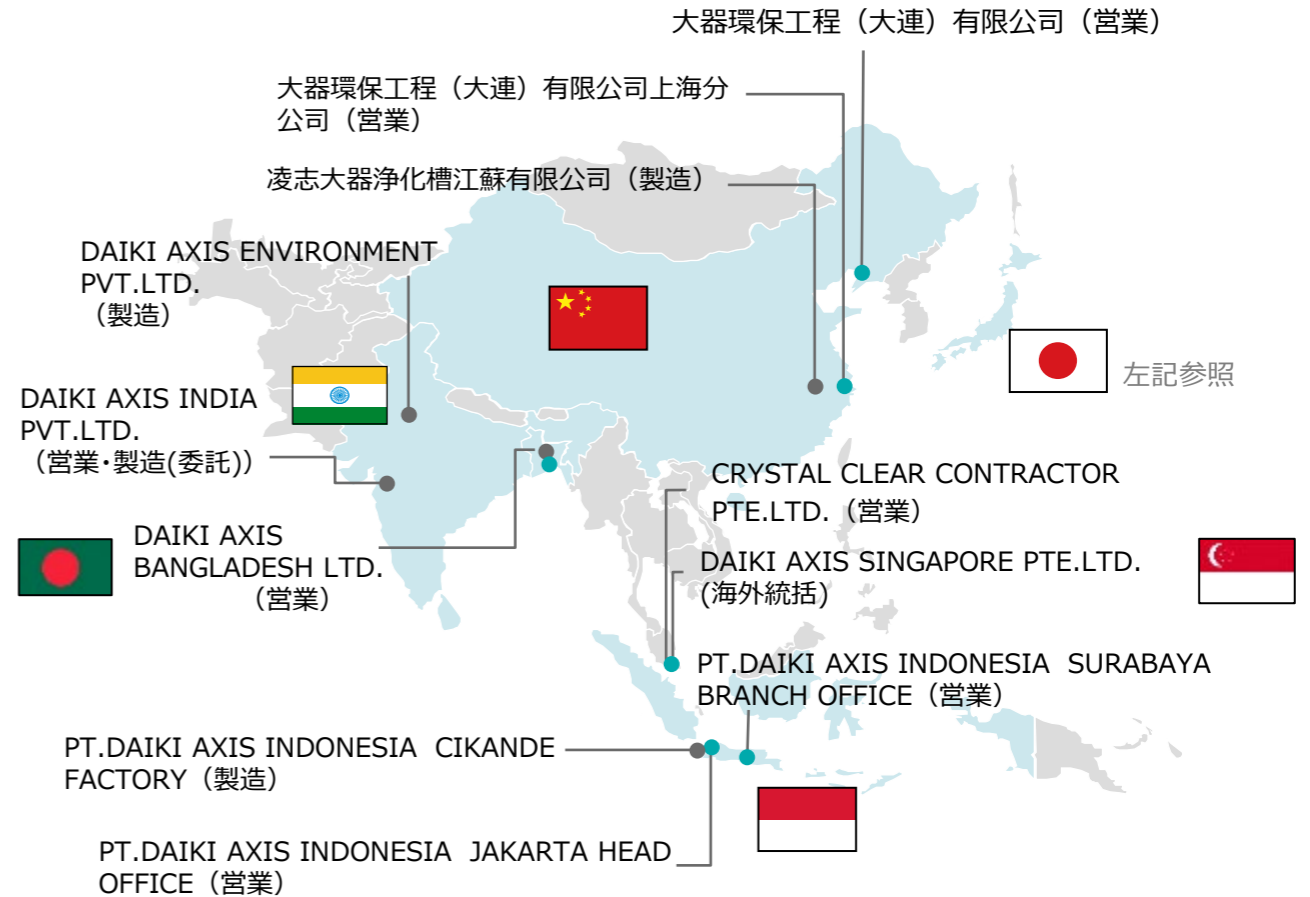 大器環保工程（大連）有限公司（営業）
大器環保工程（大連）有限公司上海分
公司（営業）
凌志大器浄化槽江蘇有限公司（製造）
DAIKI AXIS ENVIRONMENT
PVT.LTD.
（製造）
左記参照
DAIKI AXIS INDIA
PVT.LTD.
（営業･製造(委託)）
CRYSTAL CLEAR CONTRACTOR
PTE.LTD.（営業）
DAIKI AXIS
BANGLADESH LTD.
（営業）
DAIKI AXIS SINGAPORE PTE.LTD.
(海外統括)
PT.DAIKI AXIS INDONESIA SURABAYA
BRANCH OFFICE（営業）
PT.DAIKI AXIS INDONESIA CIKANDE
FACTORY（製造）
PT.DAIKI AXIS INDONESIA JAKARTA HEAD
OFFICE（営業）